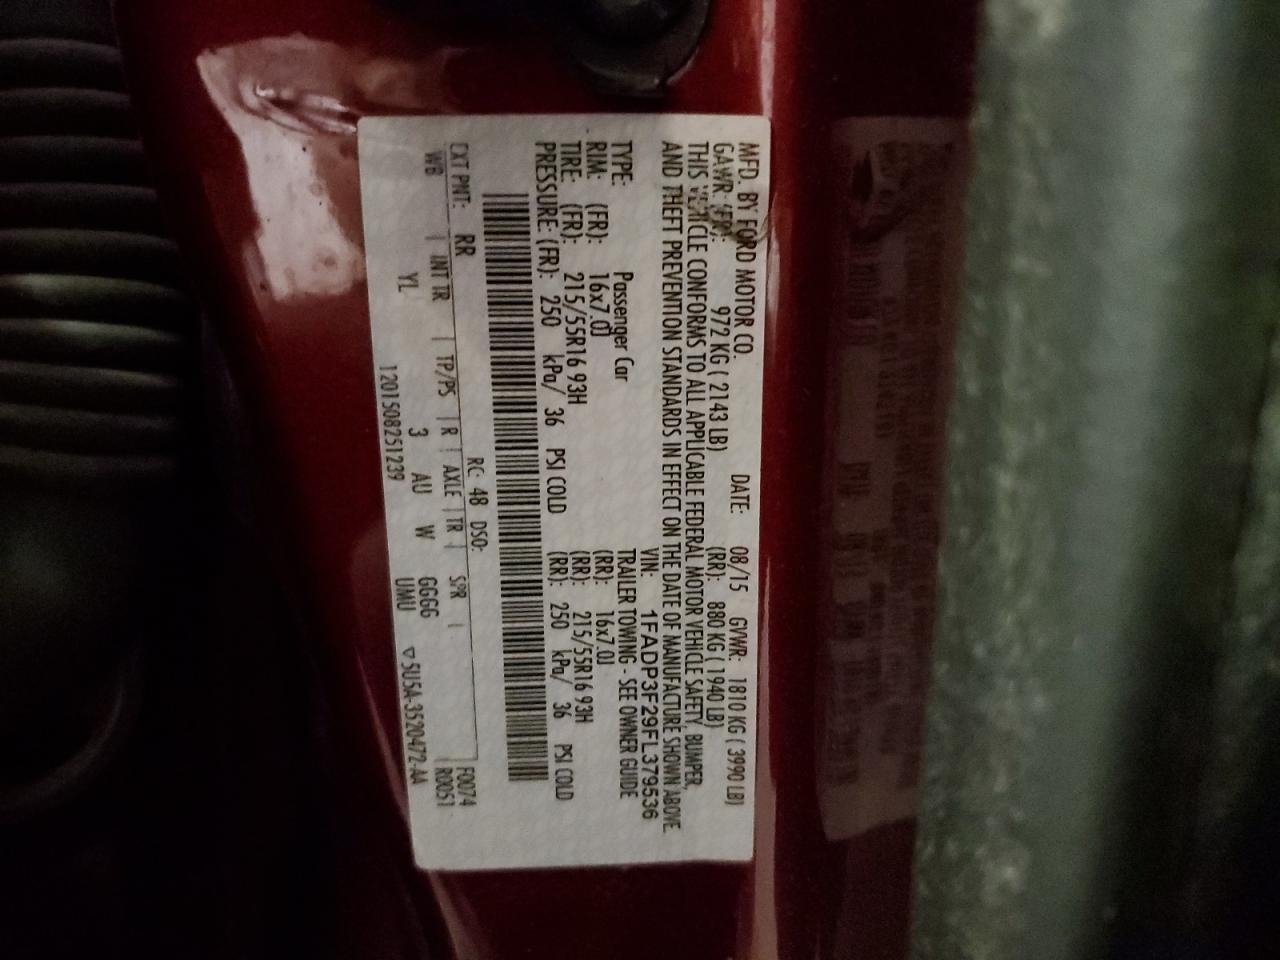 MFD. BY FORD MOTOR CO. DATE: 08/15 GVWR: 1810 KG ( 3990 LB)
GAWR: (FR): 972 KG ( 2143 LB) (RR): 880 KG ( 1940 LB)
THIS VEHICLE CONFORMS TO ALL APPLICABLE FEDERAL MOTOR VEHICLE SAFETY, BUMPER,
AND THEFT PREVENTION STANDARDS IN EFFECT ON THE DATE OF MANUFACTURE SHOWN ABOVE.
VIN: 1FADP3F29FL379536
TYPE: Passenger Car TRAILER TOWING - SEE OWNER GUIDE
RIM: (FR): 16x7.0J (RR): 16x7.0J
TIRE: (FR): 215/55R16 93H (RR): 215/55R16 93H
PRESSURE: (FR): 250 kPa/ 36 PSI COLD (RR): 250 kPa/ 36 PSI COLD
RC: 48 DSO:
EXT PNT: RR F0074
WB | INT TR | TP/PS | R | AXLE | TR | SPR | R0051
YL 3 AU W GGGG
1201508251239 UMU ▽5U5A-3520472-AA